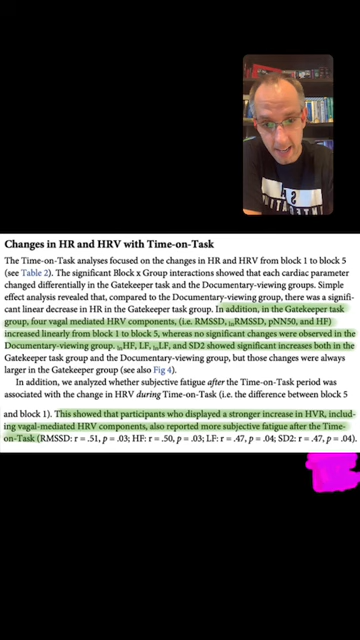 Changes in HR and HRV with Time-on-Task
The Time-on-Task analyses focused on the changes in HR and HRV from block 1 to block 5
(see Table 2). The significant Block x Group interactions showed that each cardiac parameter
changed differentially in the Gatekeeper task and the Documentary-viewing groups. Simple
effect analysis revealed that, compared to the Documentary-viewing group, there was a signifi-
cant linear decrease in HR in the Gatekeeper task group. In addition, in the Gatekeeper task
group, four vagal mediated HRV components, (i.e. RMSSD, lnRMSSD, pNN50, and HF)
increased linearly from block 1 to block 5, whereas no significant changes were observed in the
Documentary-viewing group. lnHF, LF, lnLF, and SD2 showed significant increases both in the
Gatekeeper task group and the Documentary-viewing group, but those changes were always
larger in the Gatekeeper group (see also Fig 4).
In addition, we analyzed whether subjective fatigue after the Time-on-Task period was
associated with the change in HRV during Time-on-Task (i.e. the difference between block 5
and block 1). This showed that participants who displayed a stronger increase in HVR, includ-
ing vagal-mediated HRV components, also reported more subjective fatigue after the Time-
on-Task (RMSSD: r = .51, p = .03; HF: r = .50, p = .03; LF: r = .47, p = .04; SD2: r = .47, p = .04).